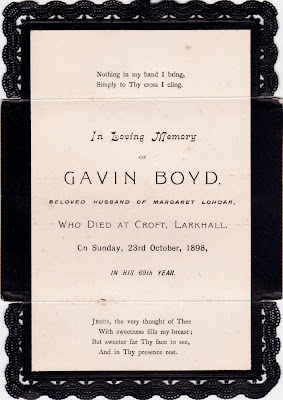 Nothing in my hand I bring,
Simply to Thy cross I cling.
In Loving Memory
OF
GAVIN BOYD,
BELOVED HUSBAND OF MARGARET LOHOAR,
WHO DIED AT CROFT, LARKHALL,
On Sunday, 23rd October, 1898,
IN HIS 69th YEAR.
JESUS, the very thought of Thee
With sweetness fills my breast;
But sweeter far Thy face to see,
And in Thy presence rest.